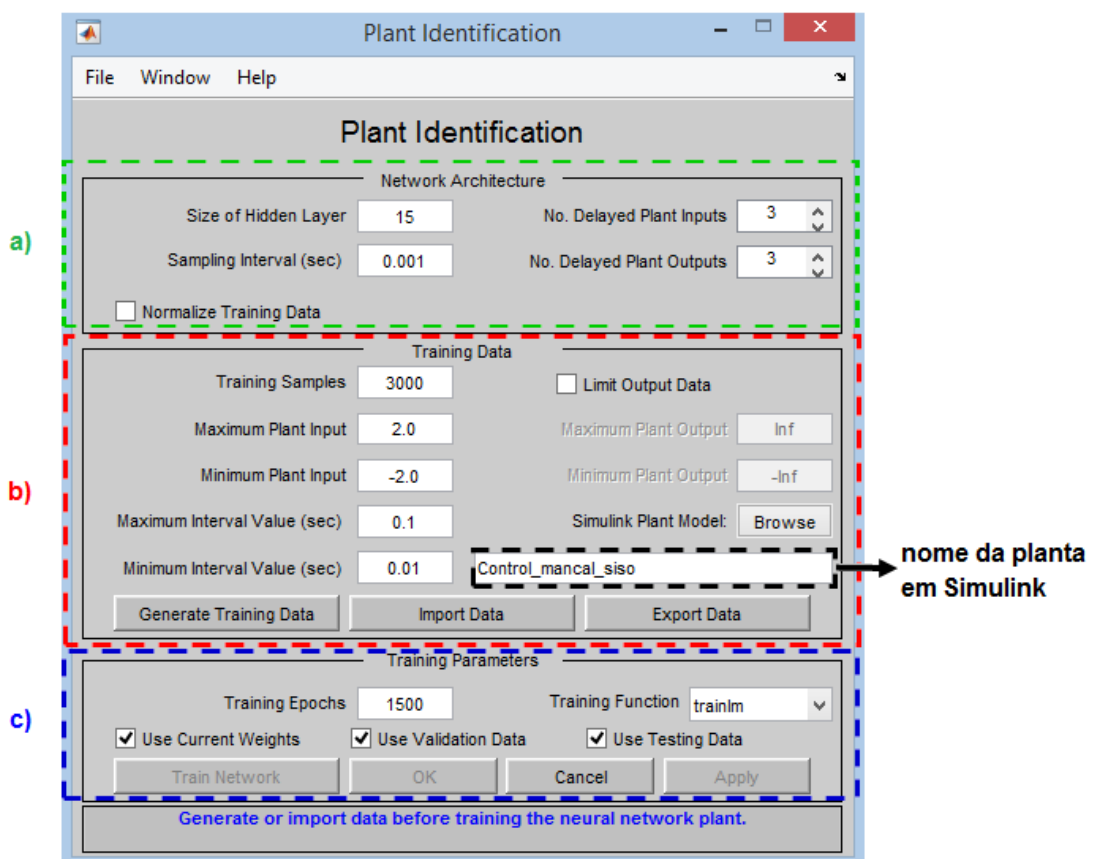 Plant Identification
File Window Help
Plant Identification
a)
Network Architecture
Size of Hidden Layer 15 No. Delayed Plant Inputs 3
Sampling Interval (sec) 0.001 No. Delayed Plant Outputs 3
Normalize Training Data
b)
Training Data
Training Samples 3000 Limit Output Data
Maximum Plant Input 2.0 Maximum Plant Output Inf
Minimum Plant Input -2.0 Minimum Plant Output -Inf
Maximum Interval Value (sec) 0.1 Simulink Plant Model: Browse
Minimum Interval Value (sec) 0.01 Control_mancal_siso
nome da planta
em Simulink
Generate Training Data Import Data Export Data
c)
Training Parameters
Training Epochs 1500 Training Function trainlm
Use Current Weights Use Validation Data Use Testing Data
Train Network OK Cancel Apply
Generate or import data before training the neural network plant.